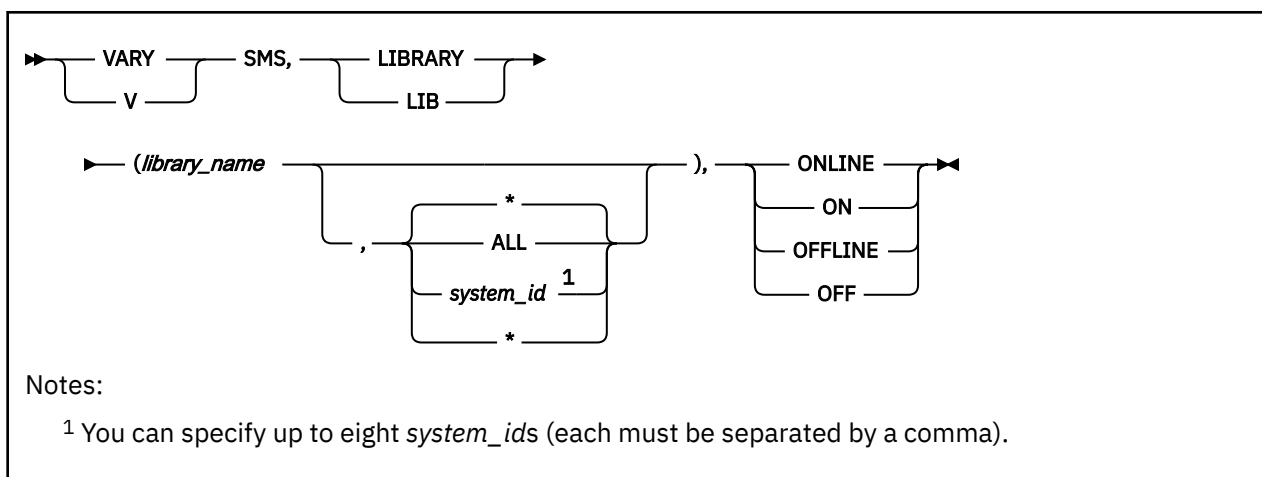 VARY SMS, LIBRARY
V LIB
(library_name ), ONLINE
* ON
, ALL OFFLINE
system_id 1 OFF
*
Notes:
1 You can specify up to eight system_ids (each must be separated by a comma).